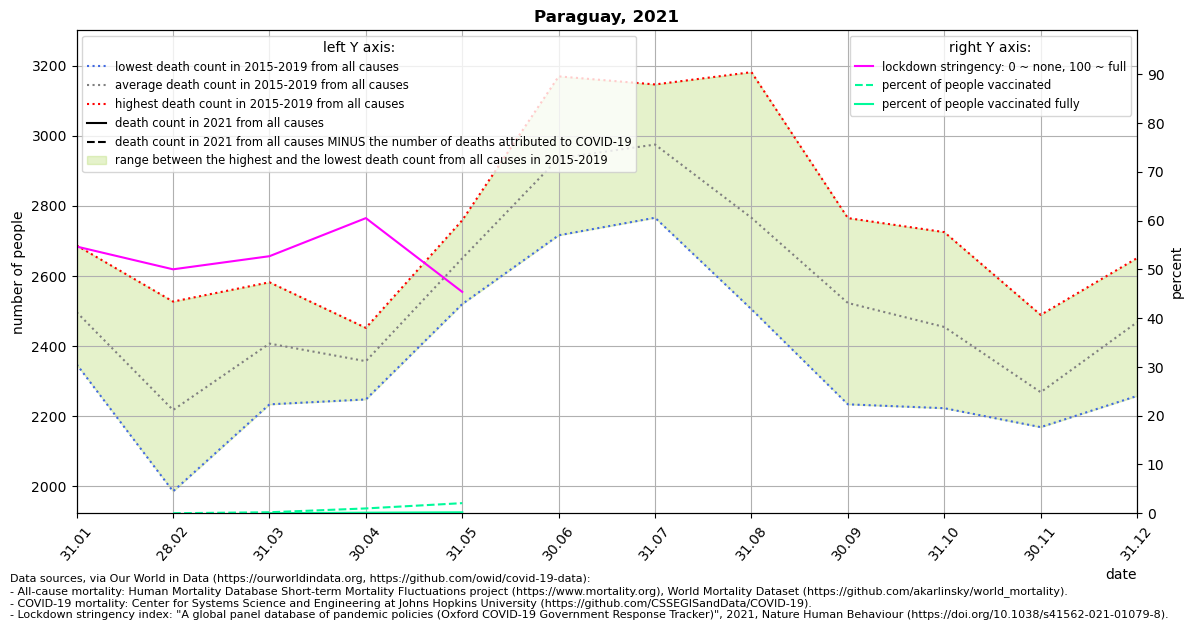 Paraguay, 2021
left Y axis:
lowest death count in 2015-2019 from all causes
average death count in 2015-2019 from all causes
highest death count in 2015-2019 from all causes
death count in 2021 from all causes
death count in 2021 from all causes MINUS the number of deaths attributed to COVID-19
range between the highest and the lowest death count from all causes in 2015-2019
right Y axis:
lockdown stringency: 0 ~ none, 100 ~ full
percent of people vaccinated
percent of people vaccinated fully
number of people
3200
3000
2800
2600
2400
2200
2000
percent
90
80
70
60
50
40
30
20
10
0
31.01
28.02
31.03
30.04
31.05
30.06
31.07
31.08
30.09
31.10
30.11
31.12
date
Data sources, via Our World in Data (https://ourworldindata.org, https://github.com/owid/covid-19-data):
- All-cause mortality: Human Mortality Database Short-term Mortality Fluctuations project (https://www.mortality.org), World Mortality Dataset (https://github.com/akarlinsky/world_mortality).
- COVID-19 mortality: Center for Systems Science and Engineering at Johns Hopkins University (https://github.com/CSSEGISandData/COVID-19).
- Lockdown stringency index: "A global panel database of pandemic policies (Oxford COVID-19 Government Response Tracker)", 2021, Nature Human Behaviour (https://doi.org/10.1038/s41562-021-01079-8).